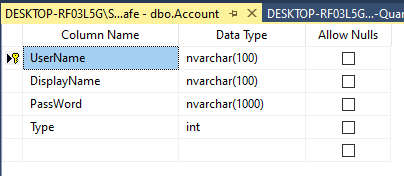 DESKTOP-RF03L5G\S...afe - dbo.Account
DESKTOP-RF03L5G...-Quar
Column Name Data Type Allow Nulls
UserName nvarchar(100)
DisplayName nvarchar(100)
PassWord nvarchar(1000)
Type int